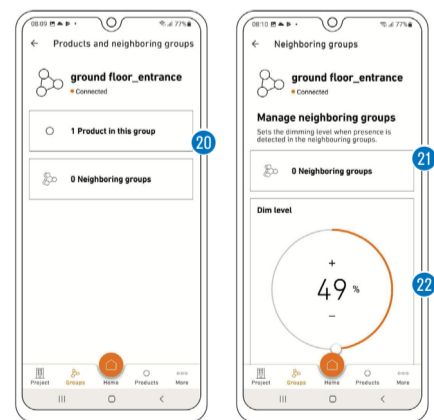 08:09
77%
← Products and neighboring groups
ground floor_entrance
Connected
1 Product in this group
20
0 Neighboring groups
Project
Groups
Home
Products
More
08:10
77%
← Neighboring groups
ground floor_entrance
Connected
Manage neighboring groups
Sets the dimming level when presence is
detected in the neighbouring groups.
0 Neighboring groups
21
Dim level
+
49 %
−
22
Project
Groups
Home
Products
More